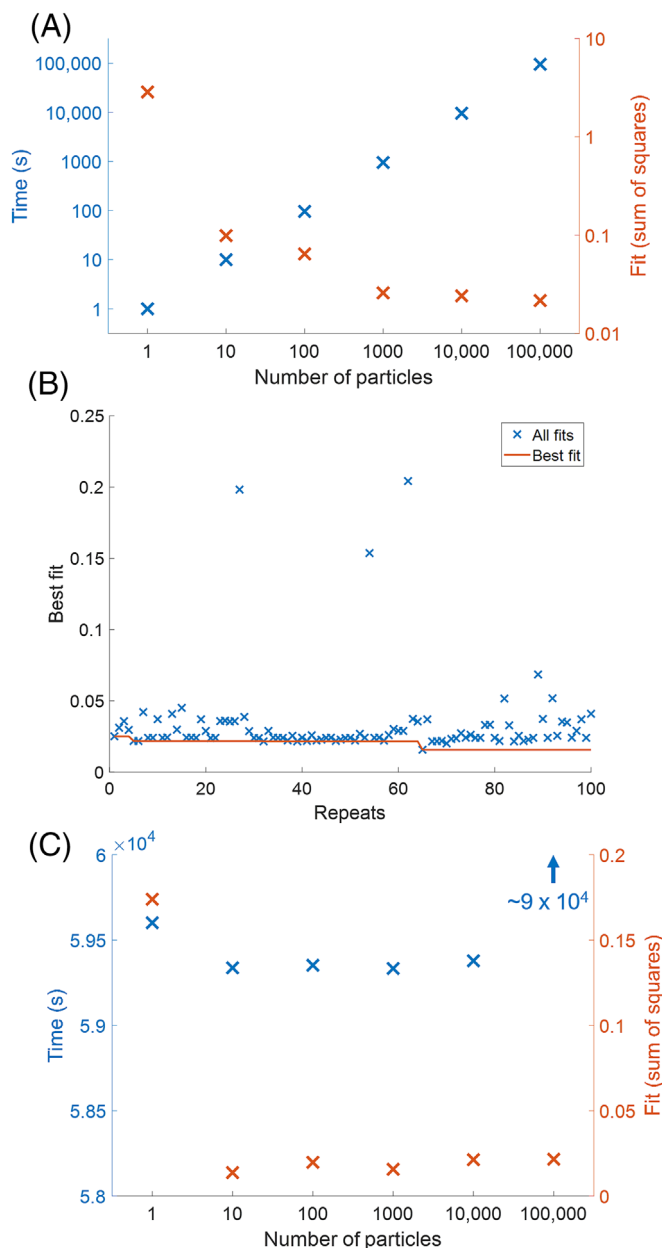 (A)
100,000
10,000
1000
100
10
1
Time (s)
10
1
0.1
0.01
Fit (sum of squares)
1 10 100 1000 10,000 100,000
Number of particles
(B)
0.25
0.2
0.15
0.1
0.05
0
Best fit
All fits
Best fit
0 20 40 60 80 100
Repeats
(C)
×10⁴
6
5.95
5.9
5.85
5.8
Time (s)
~9 x 10⁴
0.2
0.15
0.1
0.05
0
Fit (sum of squares)
1 10 100 1000 10,000 100,000
Number of particles